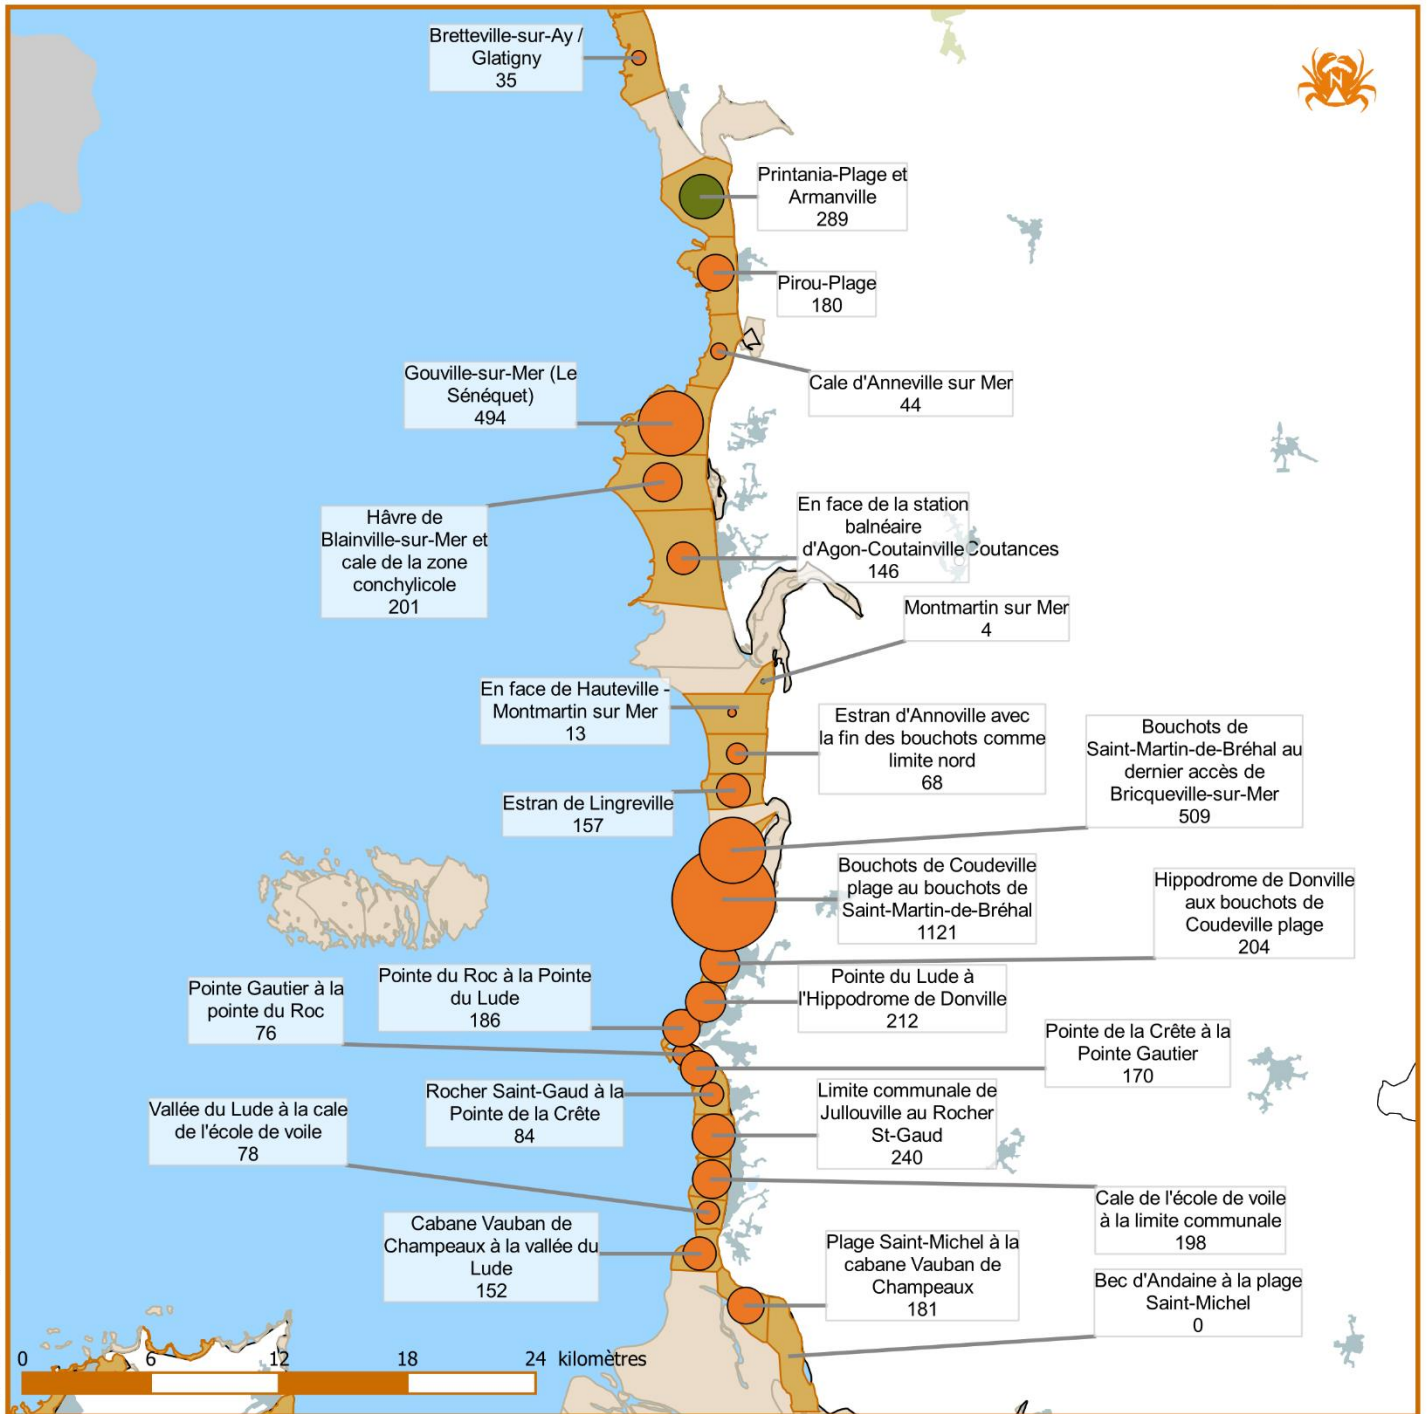 Bretteville-sur-Ay /
Glatigny
35
N
Printania-Plage et
Armanville
289
Pirou-Plage
180
Gouville-sur-Mer (Le
Sénéquet)
494
Cale d'Anneville sur Mer
44
Hâvre de
Blainville-sur-Mer et
cale de la zone
conchylicole
201
En face de la station
balnéaire
d'Agon-Coutainville
146
Coutances
Montmartin sur Mer
4
En face de Hauteville -
Montmartin sur Mer
13
Estran d'Annoville avec
la fin des bouchots comme
limite nord
68
Bouchots de
Saint-Martin-de-Bréhal au
dernier accès de
Bricqueville-sur-Mer
509
Estran de Lingreville
157
Bouchots de Coudeville
plage au bouchots de
Saint-Martin-de-Bréhal
1121
Hippodrome de Donville
aux bouchots de
Coudeville plage
204
Pointe du Roc à la Pointe
du Lude
186
Pointe du Lude à
l'Hippodrome de Donville
212
Pointe Gautier à la
pointe du Roc
76
Pointe de la Crête à la
Pointe Gautier
170
Rocher Saint-Gaud à la
Pointe de la Crête
84
Limite communale de
Jullouville au Rocher
St-Gaud
240
Vallée du Lude à la cale
de l'école de voile
78
Cale de l'école de voile
à la limite communale
198
Cabane Vauban de
Champeaux à la vallée du
Lude
152
Plage Saint-Michel à la
cabane Vauban de
Champeaux
181
Bec d'Andaine à la plage
Saint-Michel
0
0 6 12 18 24 kilomètres